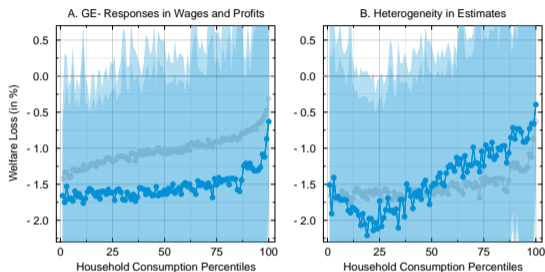 A. GE- Responses in Wages and Profits
B. Heterogeneity in Estimates
Welfare Loss (in %)
0.5
0.0
- 0.5
- 1.0
- 1.5
- 2.0
0 25 50 75 100
Household Consumption Percentiles
0.5
0.0
- 0.5
- 1.0
- 1.5
- 2.0
0 25 50 75 100
Household Consumption Percentiles